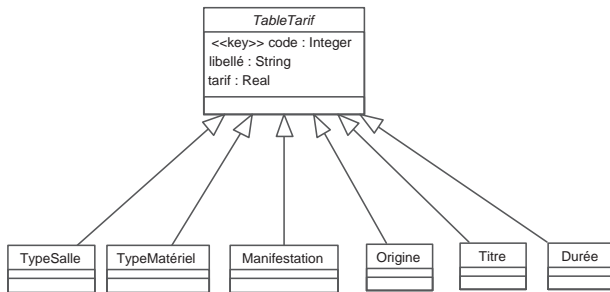 TableTarif
<<key>> code : Integer
libellé : String
tarif : Real
TypeSalle
TypeMatériel
Manifestation
Origine
Titre
Durée